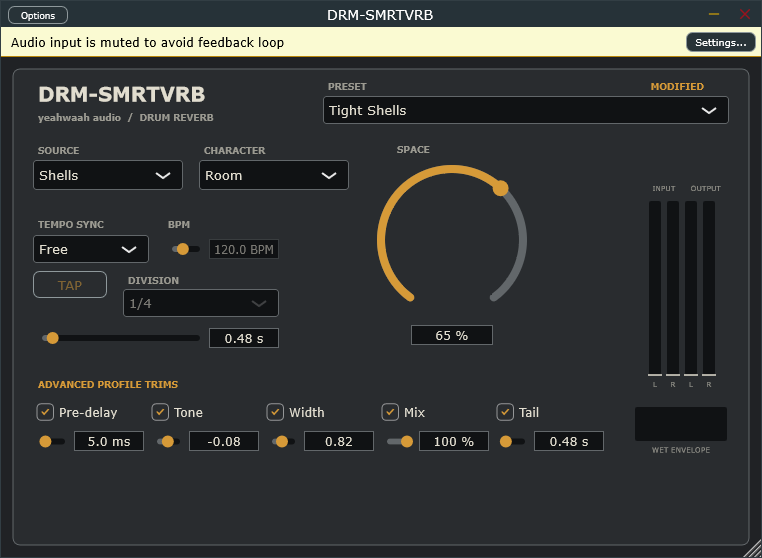 Options
DRM-SMRTVRB
Audio input is muted to avoid feedback loop
Settings...
DRM-SMRTVRB
yeahwaah audio / DRUM REVERB
PRESET
MODIFIED
Tight Shells
SOURCE
CHARACTER
SPACE
Shells
Room
INPUT OUTPUT
TEMPO SYNC
BPM
Free
120.0 BPM
TAP
DIVISION
1/4
0.48 s
65 %
L R L R
ADVANCED PROFILE TRIMS
Pre-delay
Tone
Width
Mix
Tail
5.0 ms
-0.08
0.82
100 %
0.48 s
WET ENVELOPE